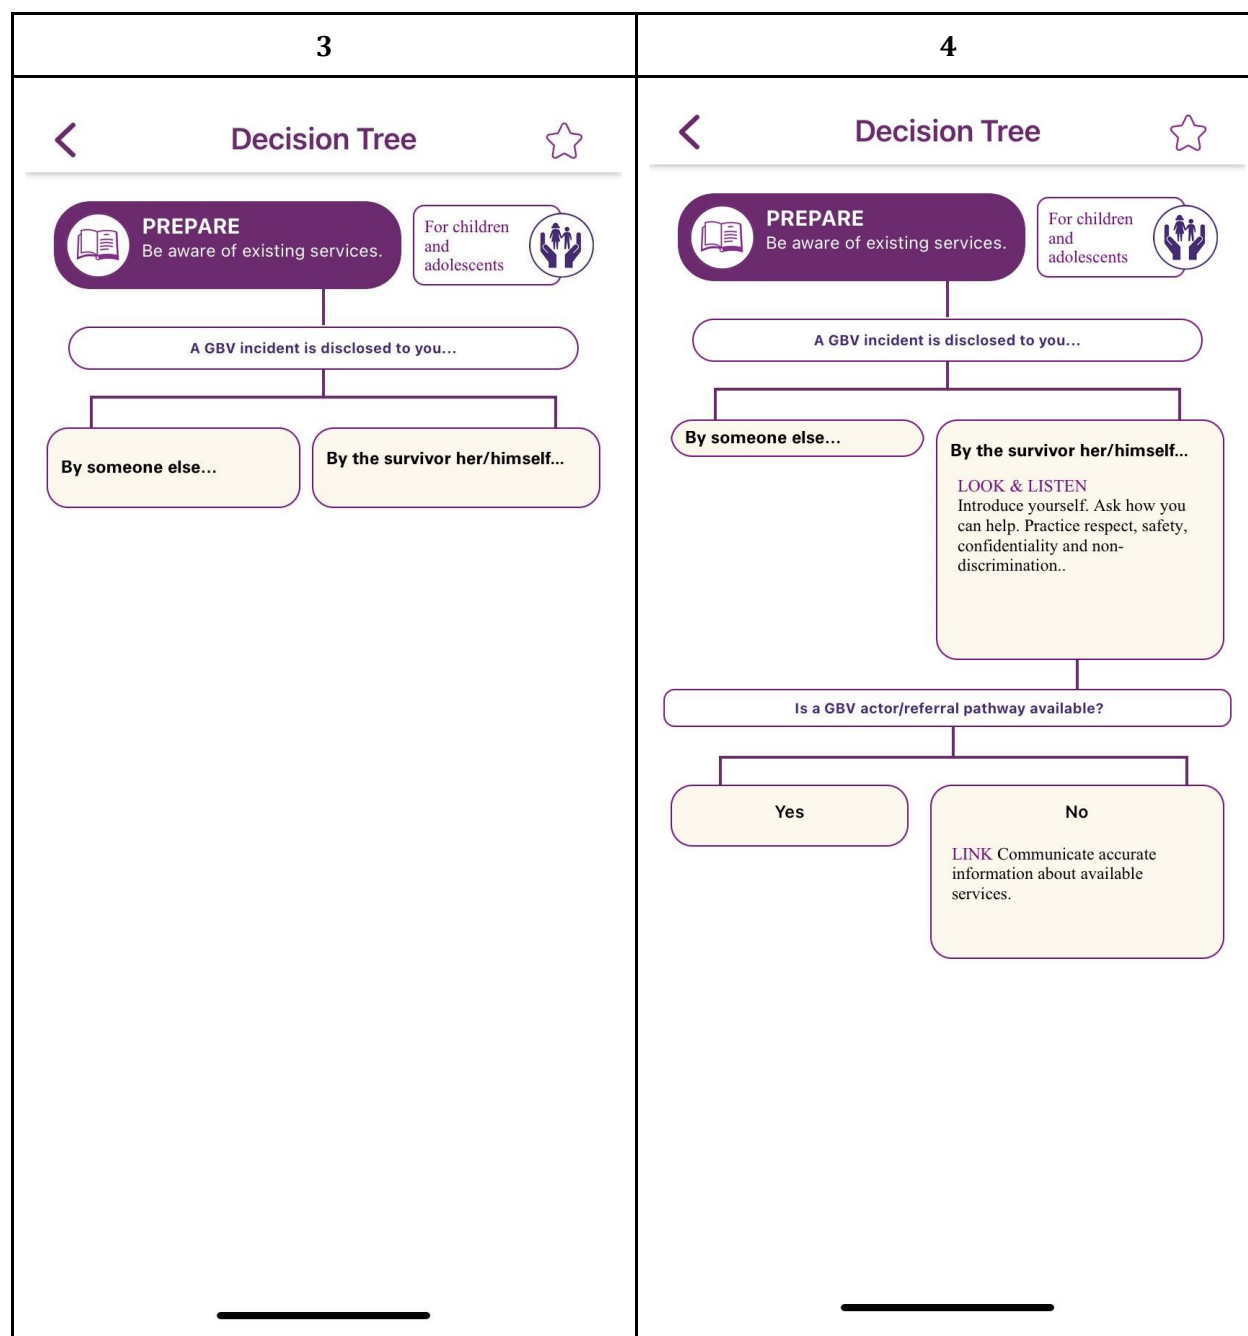 3
4
Decision Tree
PREPARE
Be aware of existing services.
For children
and
adolescents
A GBV incident is disclosed to you...
By someone else...
By the survivor her/himself...
Decision Tree
PREPARE
Be aware of existing services.
For children
and
adolescents
A GBV incident is disclosed to you...
By someone else...
By the survivor her/himself...
LOOK & LISTEN
Introduce yourself. Ask how you
can help. Practice respect, safety,
confidentiality and non-
discrimination..
Is a GBV actor/referral pathway available?
Yes
No
LINK Communicate accurate
information about available
services.